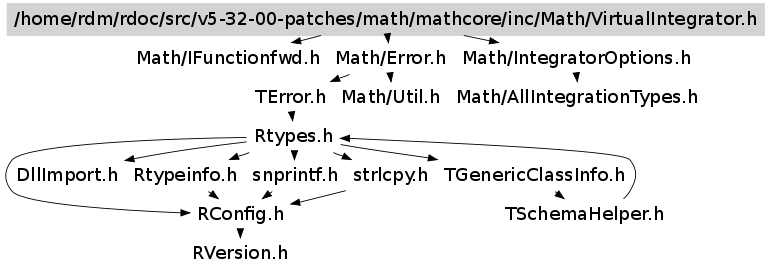 /home/rdm/rdoc/src/v5-32-00-patches/math/mathcore/inc/Math/VirtualIntegrator.h
Math/IFunctionfwd.h Math/Error.h Math/IntegratorOptions.h
TError.h Math/Util.h Math/AllIntegrationTypes.h
Rtypes.h
DllImport.h Rtypeinfo.h snprintf.h strlcpy.h TGenericClassInfo.h
RConfig.h TSchemaHelper.h
RVersion.h